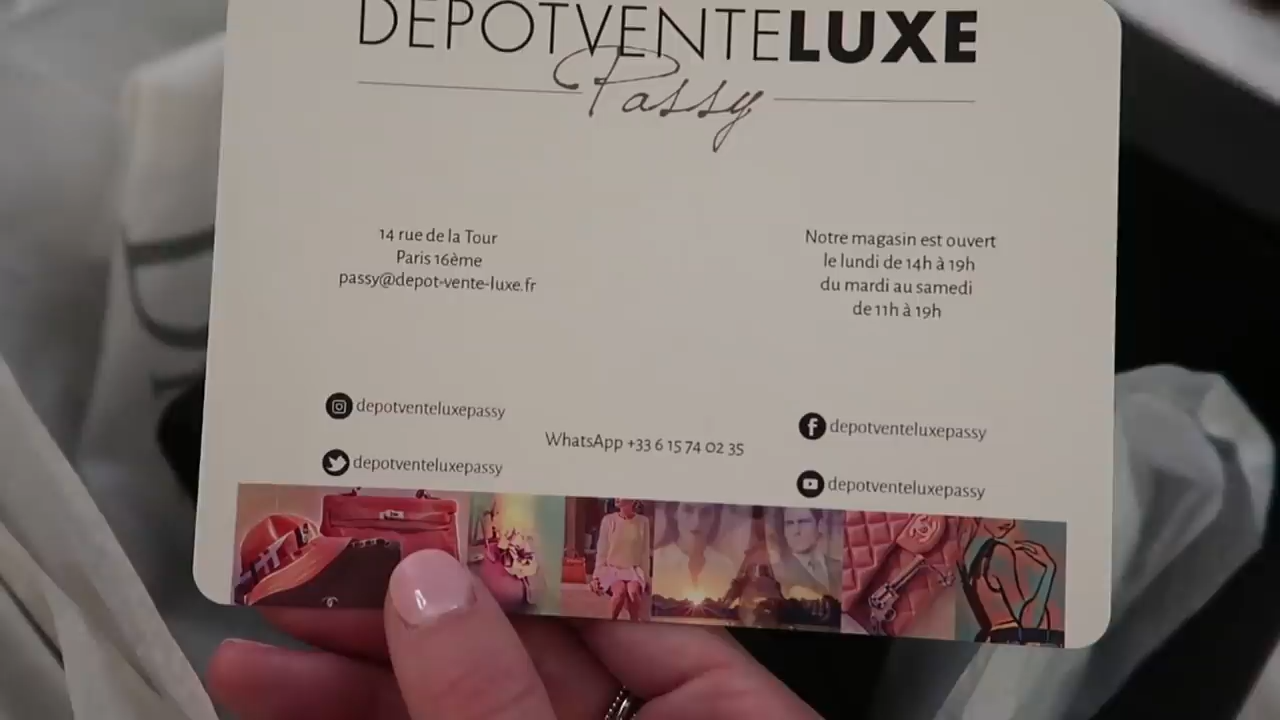 DEPOTVENTELUXE
Passy
14 rue de la Tour
Paris 16ème
passy@depot-vente-luxe.fr
Notre magasin est ouvert
le lundi de 14h à 19h
du mardi au samedi
de 11h à 19h
depotventeluxepassy
depotventeluxepassy
WhatsApp +33 6 15 74 02 35
depotventeluxepassy
depotventeluxepassy